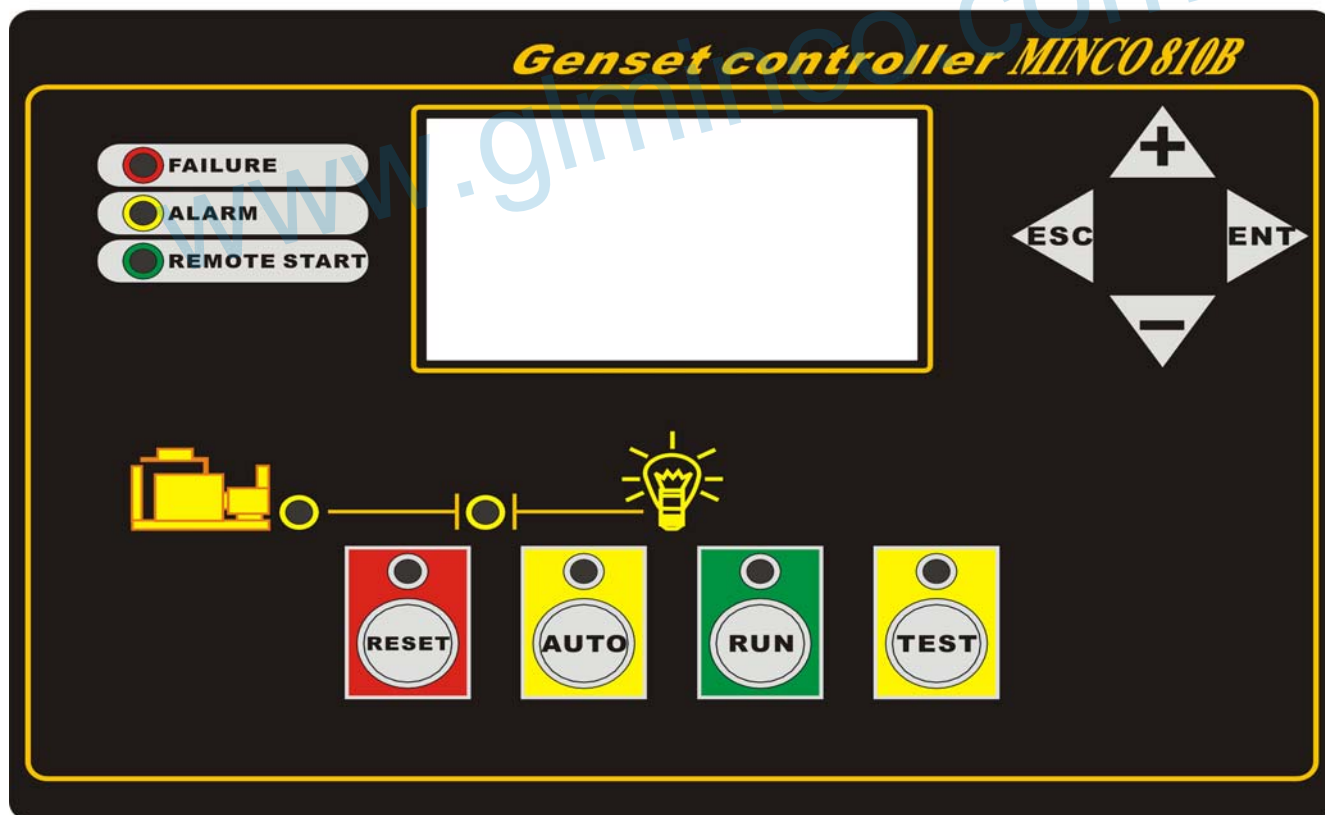 www.glminco.com
Genset controller MINCO 810B
FAILURE
ALARM
REMOTE START
+
ESC
ENT
−
RESET
AUTO
RUN
TEST